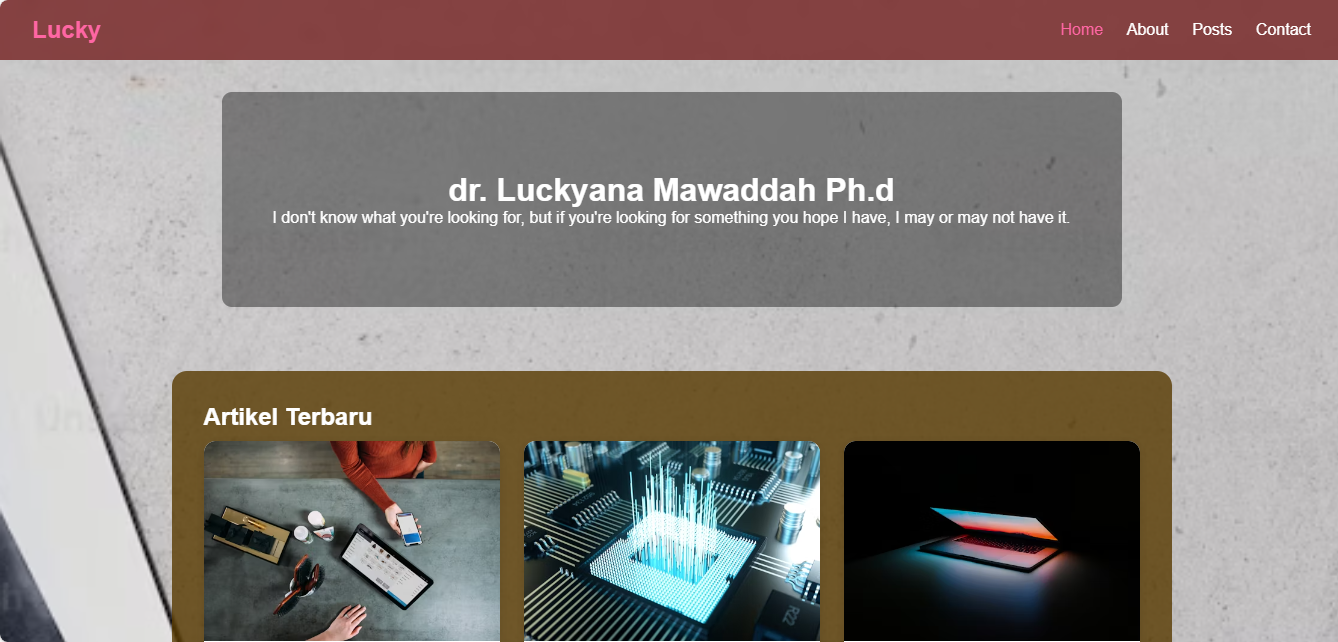 Lucky
Home About Posts Contact
dr. Luckyana Mawaddah Ph.d
I don't know what you're looking for, but if you're looking for something you hope I have, I may or may not have it.
Artikel Terbaru
R22